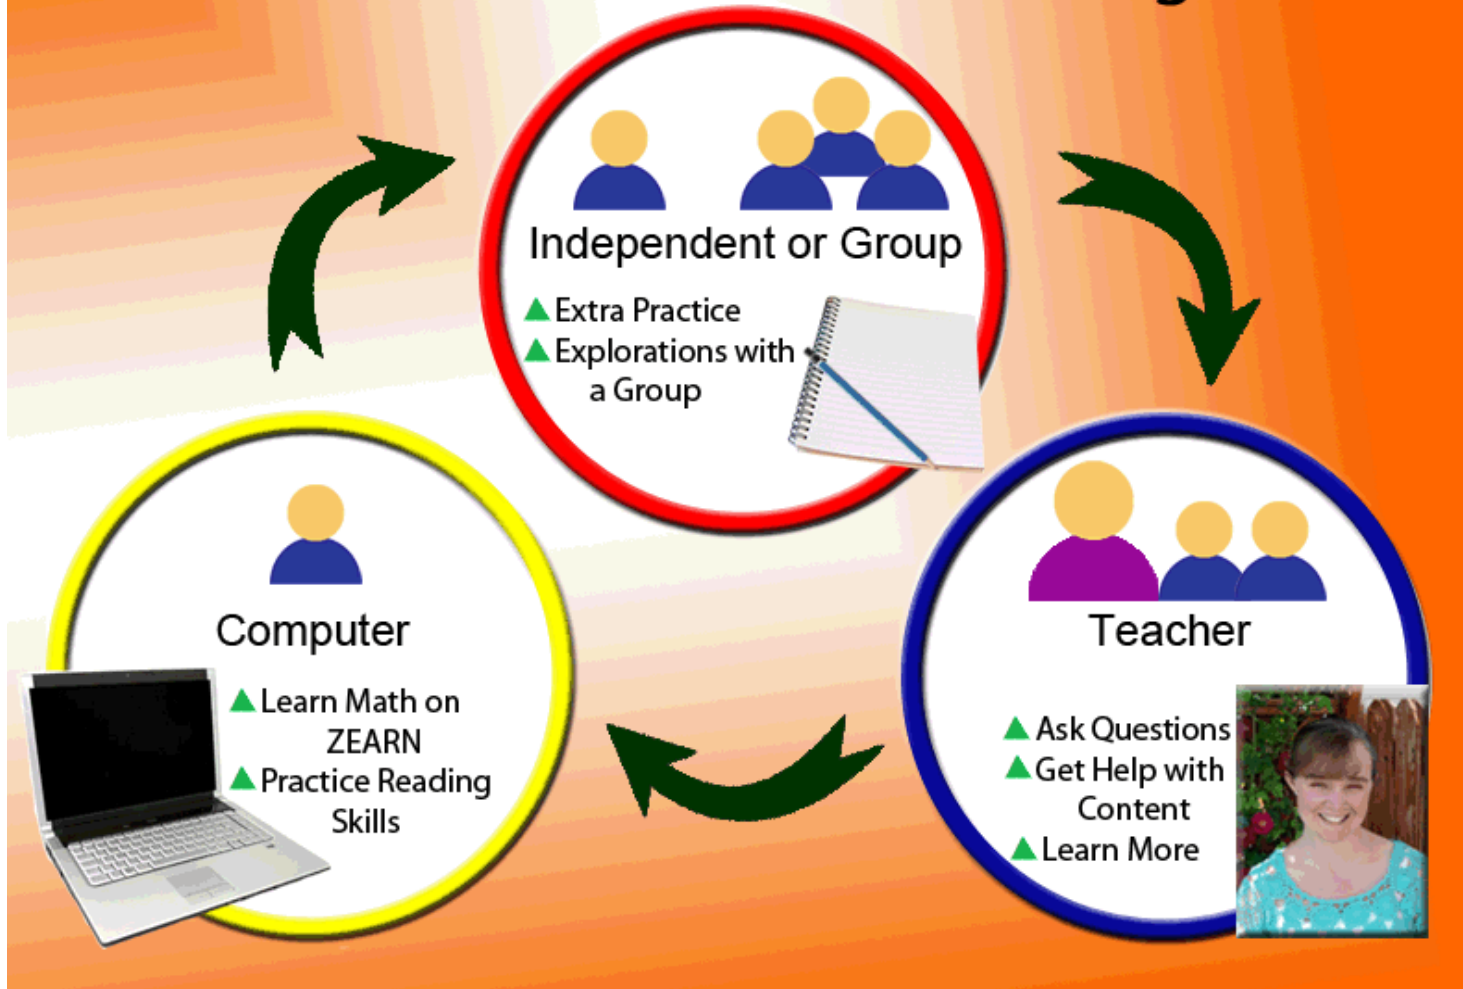 Independent or Group
Extra Practice
Explorations with
a Group
Computer
Learn Math on
ZEARN
Practice Reading
Skills
Teacher
Ask Questions
Get Help with
Content
Learn More